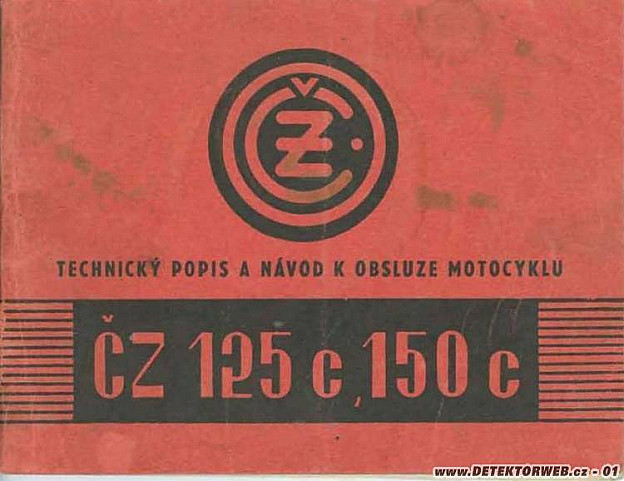 ČZ
TECHNICKÝ POPIS A NÁVOD K OBSLUZE MOTOCYKLU
ČZ 125 c, 150 c
www.DETEKTORWEB.cz - 01